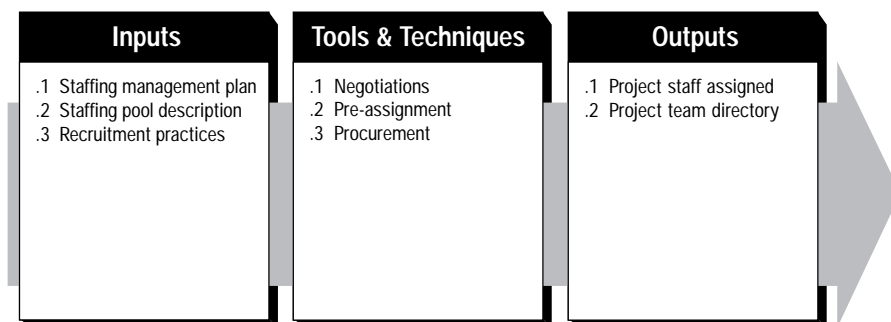 Inputs
.1 Staffing management plan
.2 Staffing pool description
.3 Recruitment practices
Tools & Techniques
.1 Negotiations
.2 Pre-assignment
.3 Procurement
Outputs
.1 Project staff assigned
.2 Project team directory